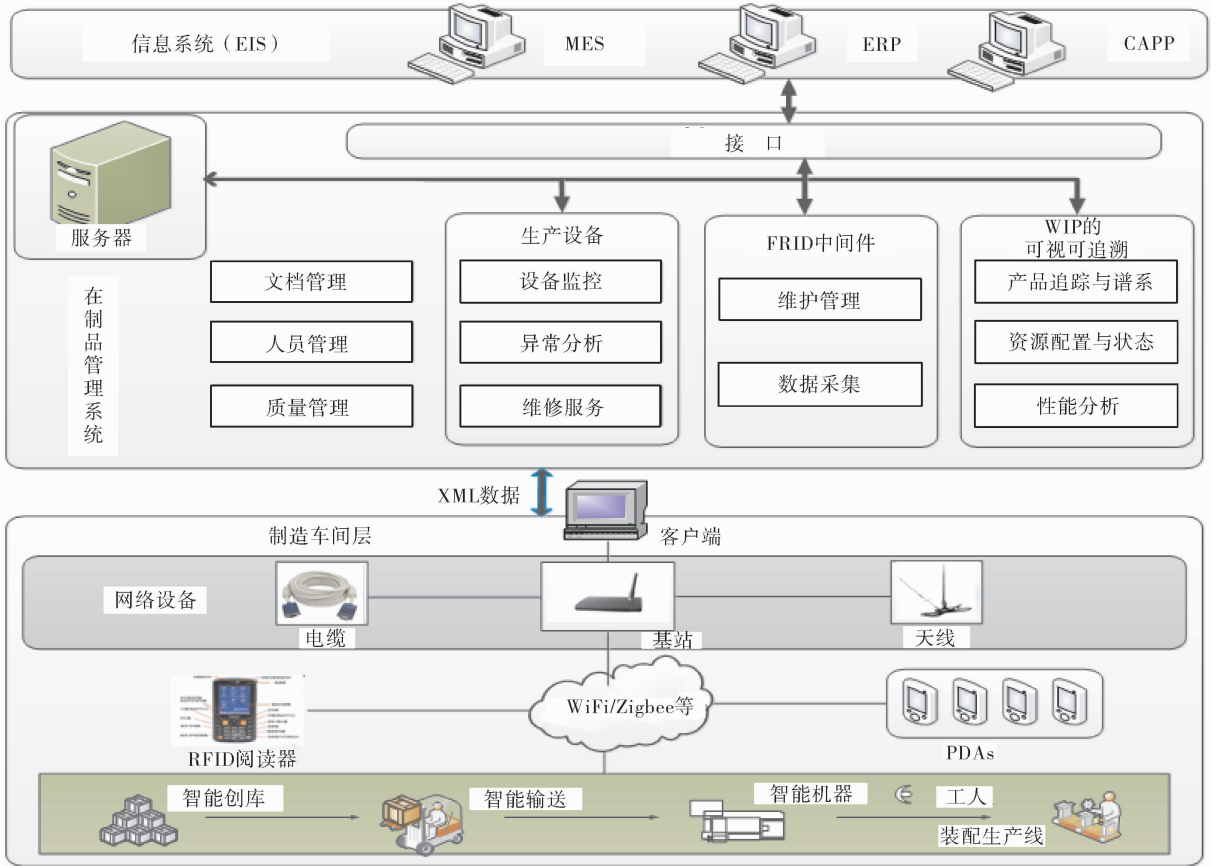 信息系统（EIS）
MES
ERP
CAPP
接 口
服务器
生产设备
FRID中间件
WIP的
可视可追溯
在制品管理系统
文档管理
设备监控
维护管理
产品追踪与谱系
人员管理
异常分析
资源配置与状态
数据采集
质量管理
维修服务
性能分析
XML数据
制造车间层
客户端
网络设备
电缆
基站
天线
WiFi/Zigbee等
RFID阅读器
PDAs
智能创库
智能输送
智能机器
工人
装配生产线